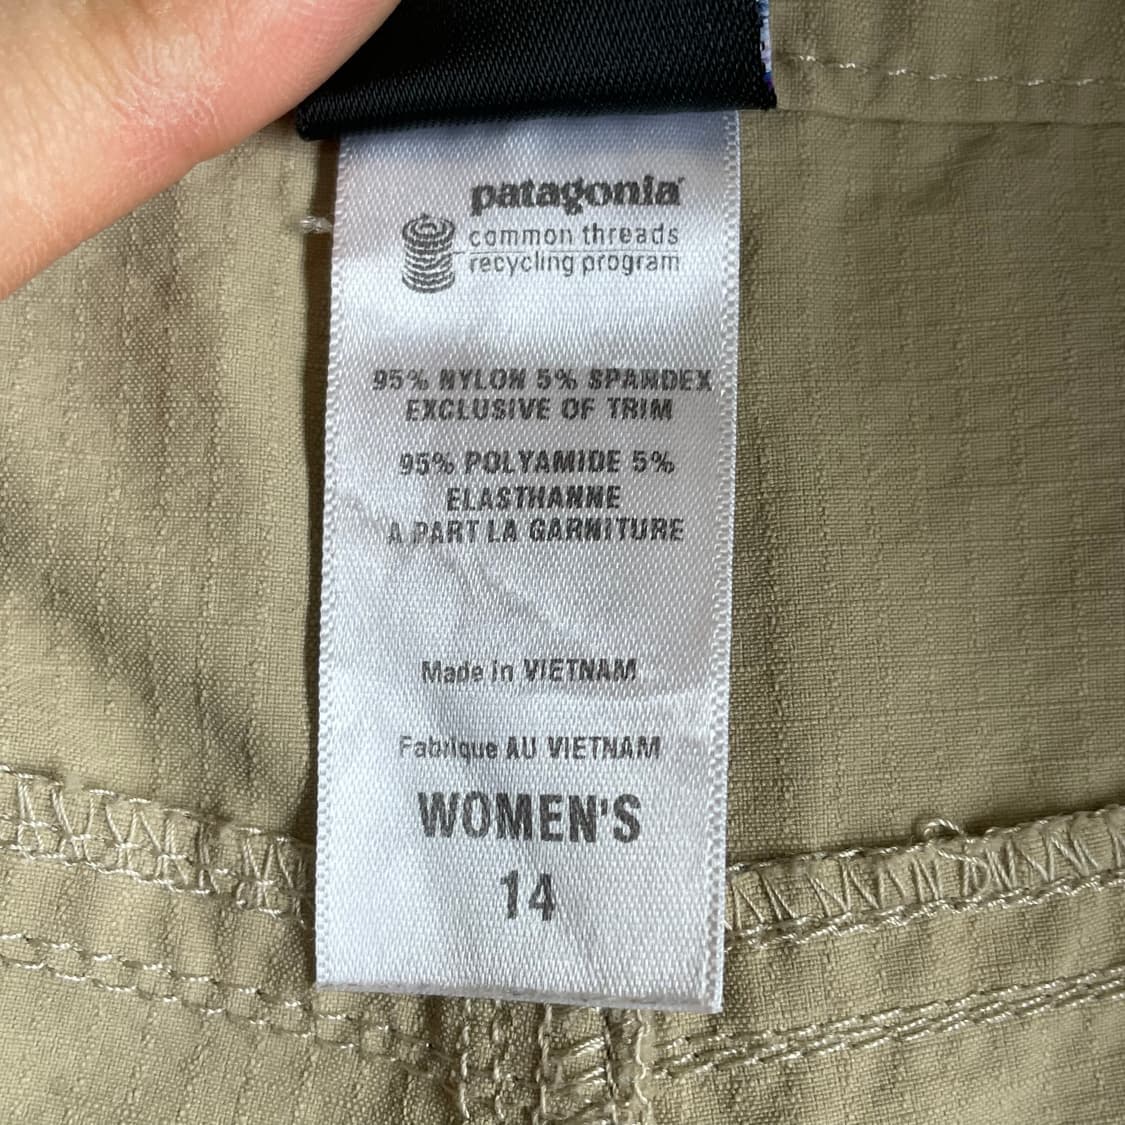 patagonia
common threads
recycling program
95% NYLON 5% SPANDEX
EXCLUSIVE OF TRIM
95% POLYAMIDE 5%
ELASTHANNE
A PART LA GARNITURE
Made in VIETNAM
Fabrique AU VIETNAM
WOMEN'S
14